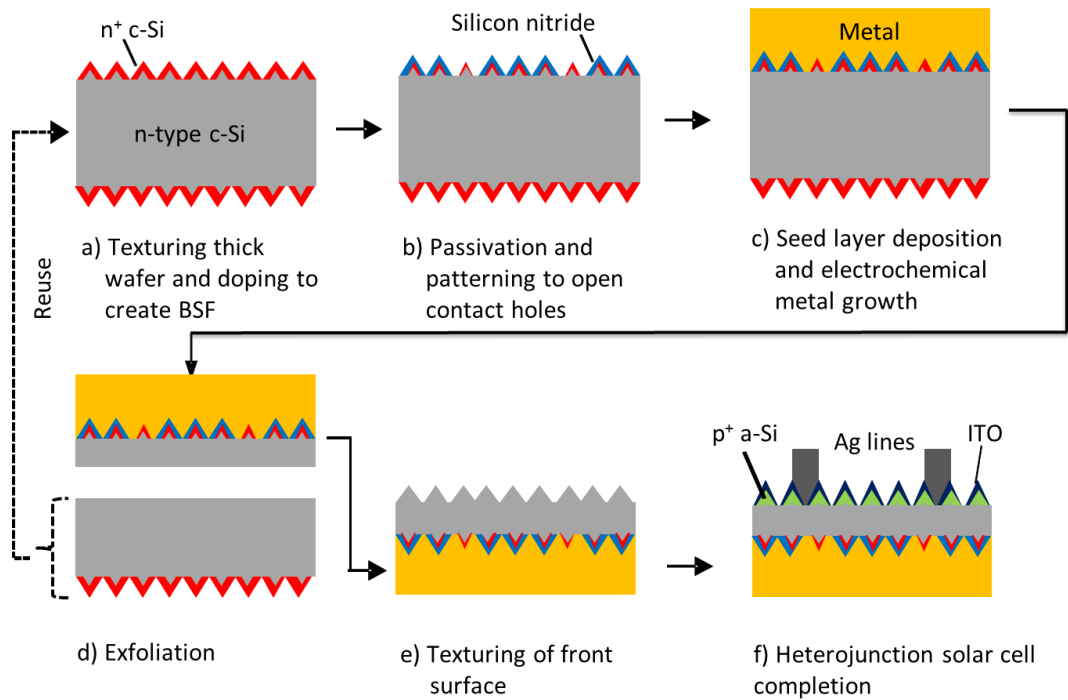 n⁺ c-Si
Silicon nitride
Metal
n-type c-Si
a) Texturing thick
wafer and doping to
create BSF
b) Passivation and
patterning to open
contact holes
c) Seed layer deposition
and electrochemical
metal growth
Reuse
p⁺ a-Si
Ag lines
ITO
d) Exfoliation
e) Texturing of front
surface
f) Heterojunction solar cell
completion